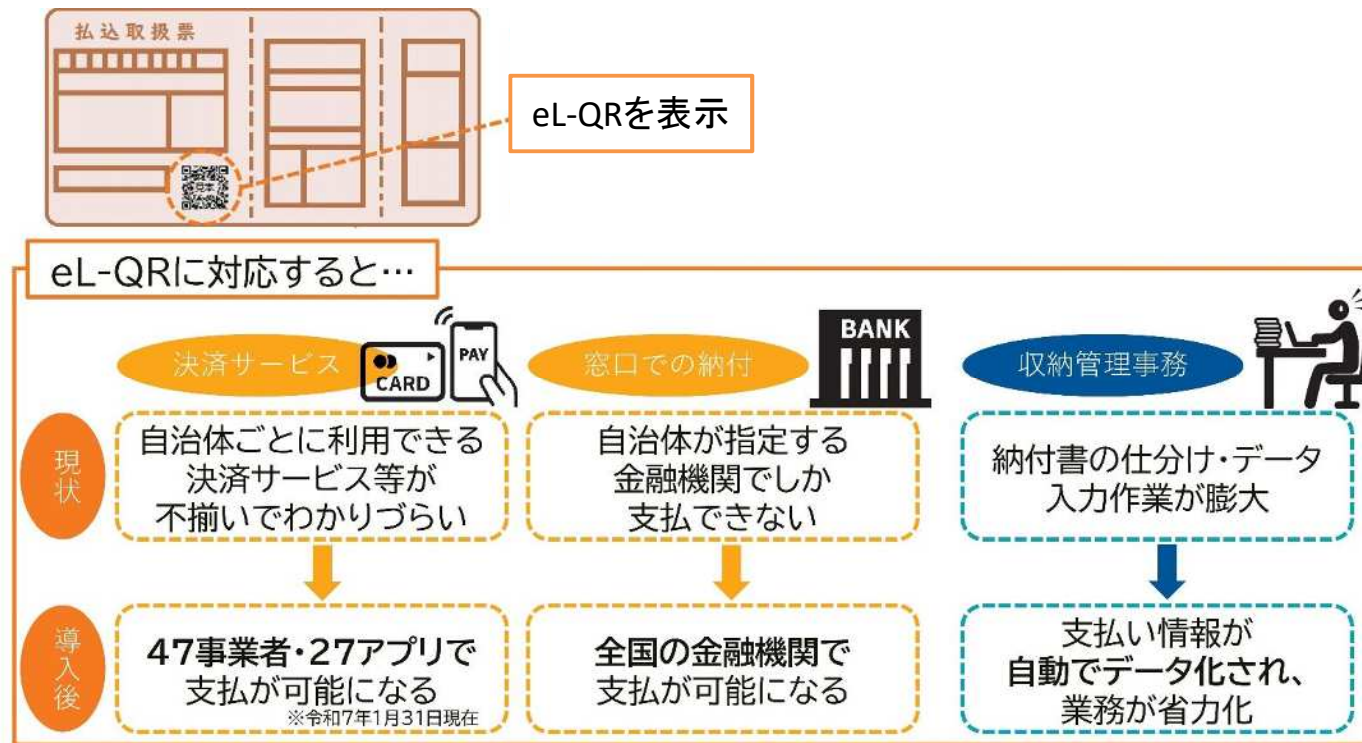 払込取扱票
見本
eL-QRを表示
eL-QRに対応すると…
決済サービス
CARD
PAY
窓口での納付
BANK
収納管理事務
現状
自治体ごとに利用できる
決済サービス等が
不揃いでわかりづらい
自治体が指定する
金融機関でしか
支払できない
納付書の仕分け・データ
入力作業が膨大
導入後
47事業者・27アプリで
支払が可能になる
※令和7年1月31日現在
全国の金融機関で
支払が可能になる
支払い情報が
自動でデータ化され、
業務が省力化